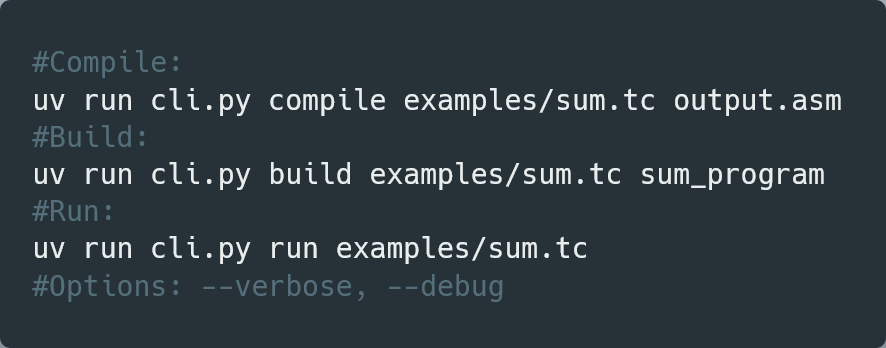 #Compile:
uv run cli.py compile examples/sum.tc output.asm
#Build:
uv run cli.py build examples/sum.tc sum_program
#Run:
uv run cli.py run examples/sum.tc
#Options: --verbose, --debug